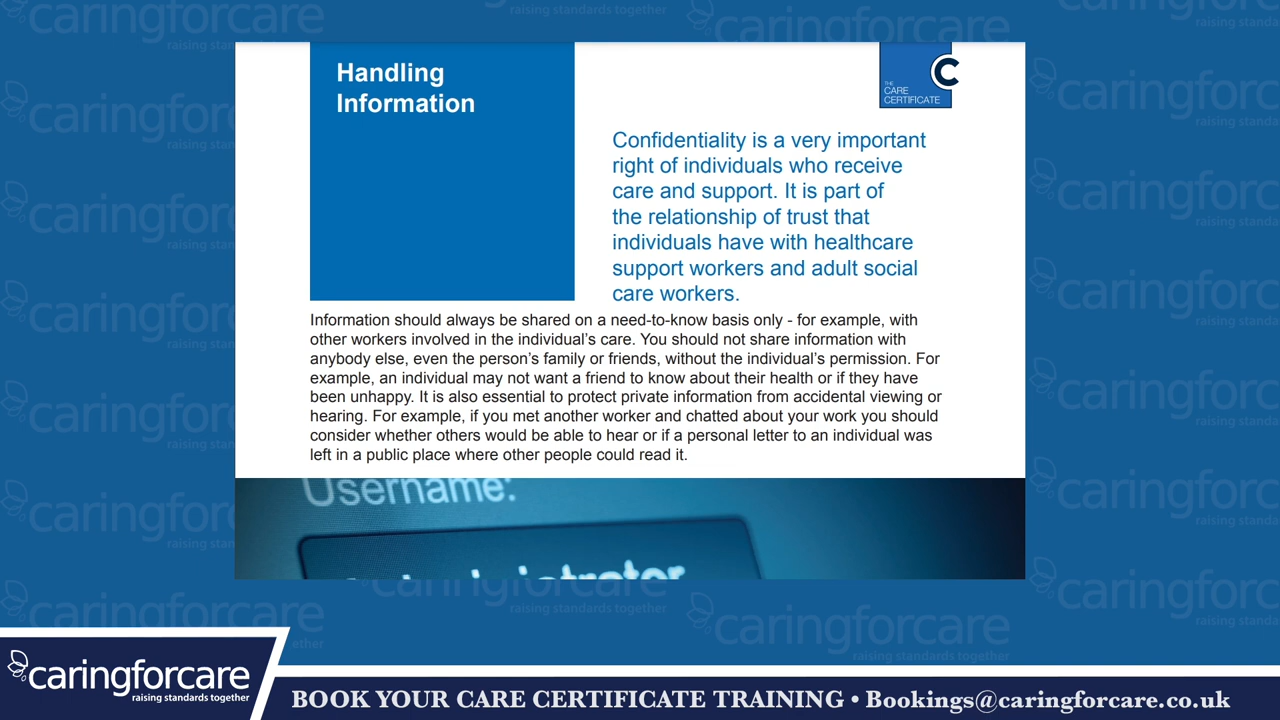 Handling
Information
THE
CARE
CERTIFICATE
C
Confidentiality is a very important
right of individuals who receive
care and support. It is part of
the relationship of trust that
individuals have with healthcare
support workers and adult social
care workers.
Information should always be shared on a need-to-know basis only - for example, with
other workers involved in the individual's care. You should not share information with
anybody else, even the person's family or friends, without the individual's permission. For
example, an individual may not want a friend to know about their health or if they have
been unhappy. It is also essential to protect private information from accidental viewing or
hearing. For example, if you met another worker and chatted about your work you should
consider whether others would be able to hear or if a personal letter to an individual was
left in a public place where other people could read it.
Username:
caringforcare
raising standards together
BOOK YOUR CARE CERTIFICATE TRAINING • Bookings@caringforcare.co.uk